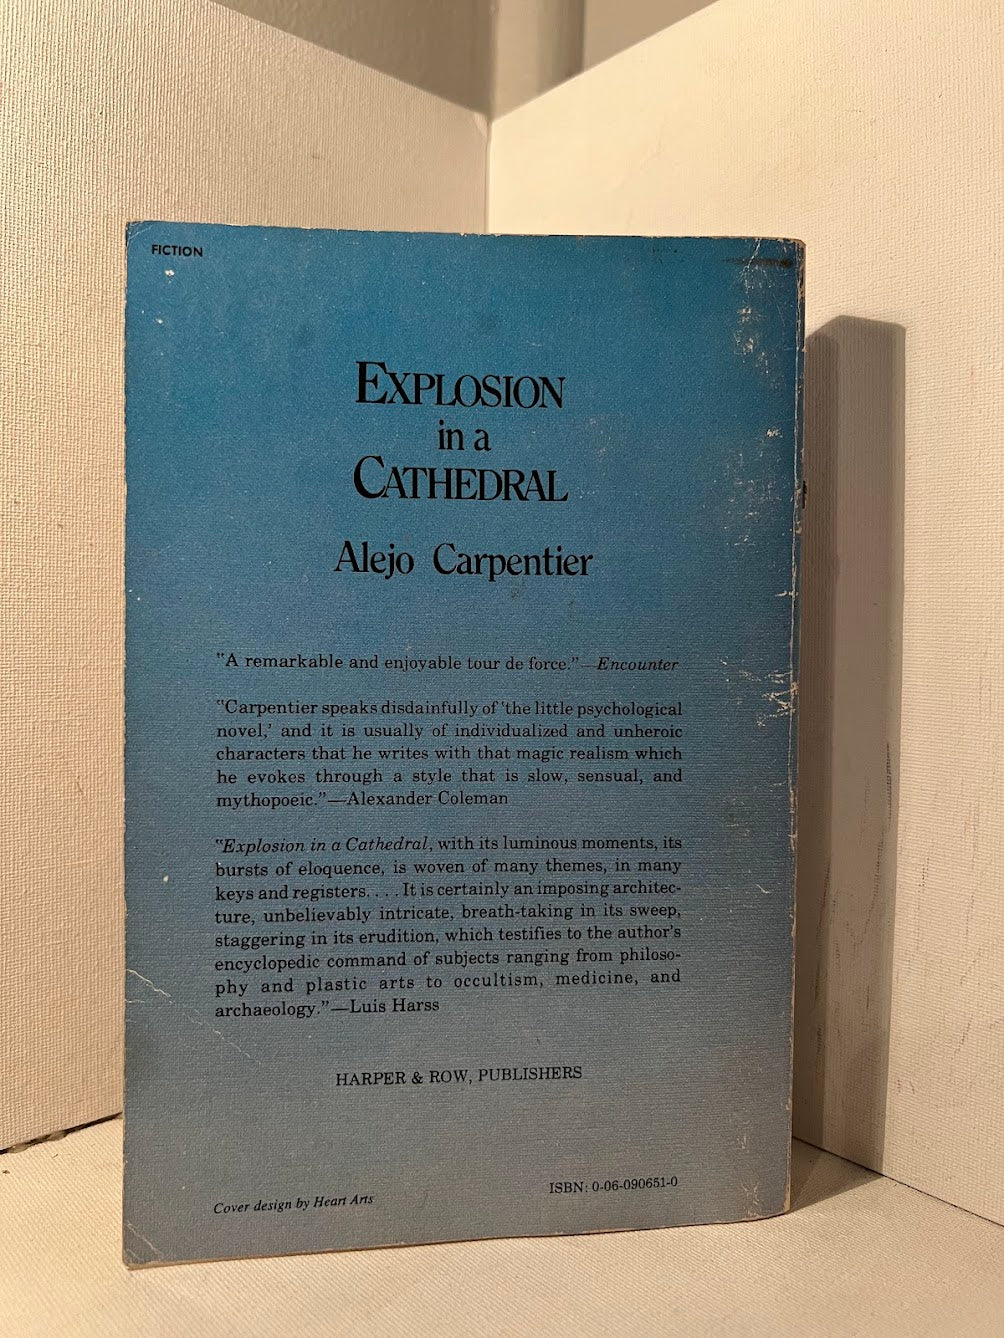 FICTION
EXPLOSION
in a
CATHEDRAL
Alejo Carpentier
"A remarkable and enjoyable tour de force."—Encounter
"Carpentier speaks disdainfully of 'the little psychological
novel,' and it is usually of individualized and unheroic
characters that he writes with that magic realism which
he evokes through a style that is slow, sensual, and
mythopoeic."—Alexander Coleman
"Explosion in a Cathedral, with its luminous moments, its
bursts of eloquence, is woven of many themes, in many
keys and registers. . . . It is certainly an imposing architec-
ture, unbelievably intricate, breath-taking in its sweep,
staggering in its erudition, which testifies to the author's
encyclopedic command of subjects ranging from philoso-
phy and plastic arts to occultism, medicine, and
archaeology."—Luis Harss
HARPER & ROW, PUBLISHERS
Cover design by Heart Arts
ISBN: 0-06-090651-0